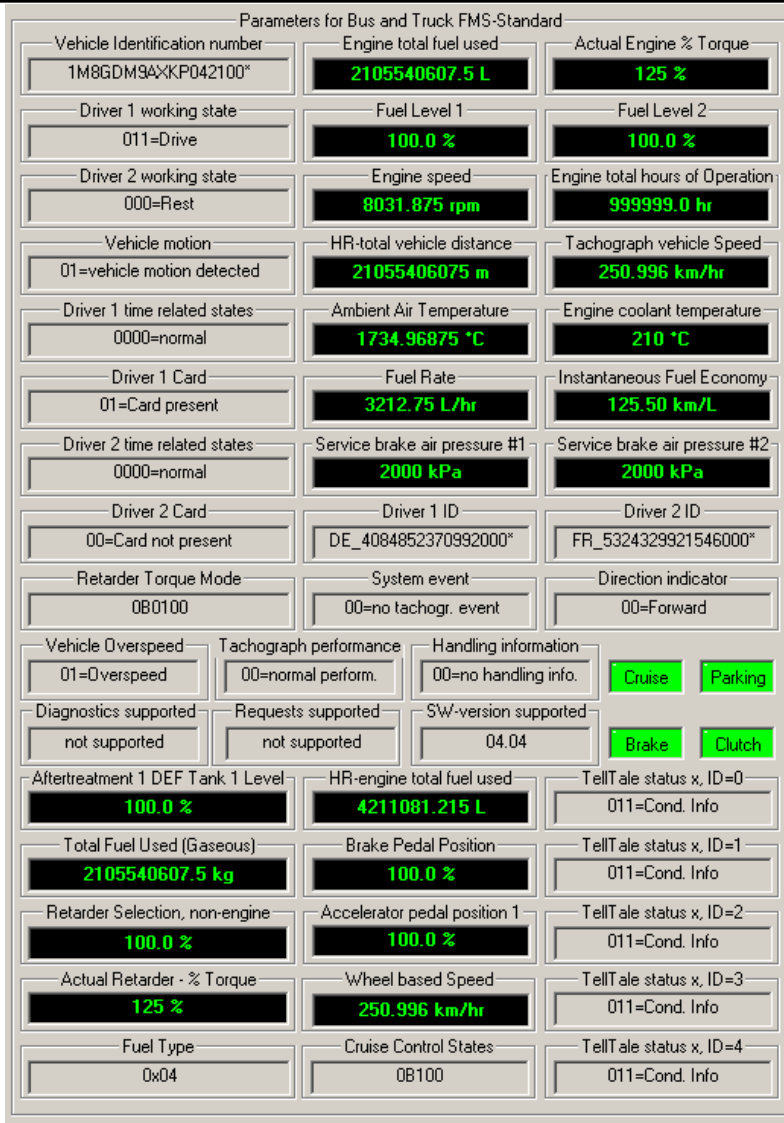 Parameters for Bus and Truck FMS-Standard
Vehicle Identification number
1M8GDM9AXKP042100*
Engine total fuel used
2105540607.5 L
Actual Engine % Torque
125 %
Driver 1 working state
011=Drive
Fuel Level 1
100.0 %
Fuel Level 2
100.0 %
Driver 2 working state
000=Rest
Engine speed
8031.875 rpm
Engine total hours of Operation
999999.0 hr
Vehicle motion
01=vehicle motion detected
HR-total vehicle distance
21055406075 m
Tachograph vehicle Speed
250.996 km/hr
Driver 1 time related states
0000=normal
Ambient Air Temperature
1734.96875 °C
Engine coolant temperature
210 °C
Driver 1 Card
01=Card present
Fuel Rate
3212.75 L/hr
Instantaneous Fuel Economy
125.50 km/L
Driver 2 time related states
0000=normal
Service brake air pressure #1
2000 kPa
Service brake air pressure #2
2000 kPa
Driver 2 Card
00=Card not present
Driver 1 ID
DE_4084852370992000*
Driver 2 ID
FR_5324329921546000*
Retarder Torque Mode
0B0100
System event
00=no tachogr. event
Direction indicator
00=Forward
Vehicle Overspeed
01=Overspeed
Tachograph performance
00=normal perform.
Handling information
00=no handling info.
Cruise
Parking
Diagnostics supported
not supported
Requests supported
not supported
SW-version supported
04.04
Brake
Clutch
Aftertreatment 1 DEF Tank 1 Level
100.0 %
HR-engine total fuel used
4211081.215 L
TellTale status x, ID=0
011=Cond. Info
Total Fuel Used (Gaseous)
2105540607.5 kg
Brake Pedal Position
100.0 %
TellTale status x, ID=1
011=Cond. Info
Retarder Selection, non-engine
100.0 %
Accelerator pedal position 1
100.0 %
TellTale status x, ID=2
011=Cond. Info
Actual Retarder - % Torque
125 %
Wheel based Speed
250.996 km/hr
TellTale status x, ID=3
011=Cond. Info
Fuel Type
0x04
Cruise Control States
0B100
TellTale status x, ID=4
011=Cond. Info